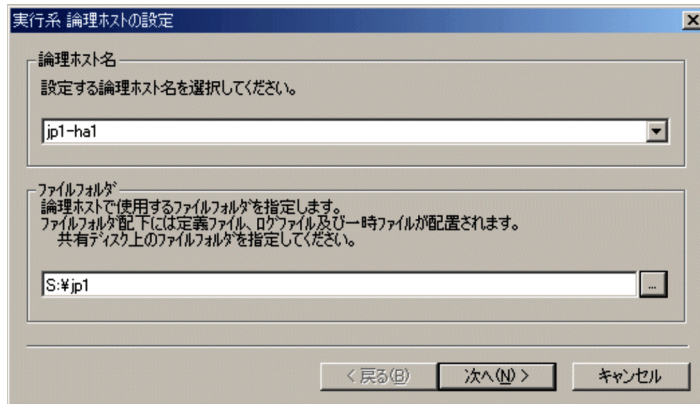 実行系 論理ホストの設定
論理ホスト名
設定する論理ホスト名を選択してください。
jp1-ha1
ファイルフォルダ
論理ホストで使用するファイルフォルダを指定します。
ファイルフォルダ配下には定義ファイル、ログファイル及び一時ファイルが配置されます。
共有ディスク上のファイルフォルダを指定してください。
S:¥jp1
...
< 戻る(B)
次へ(N) >
キャンセル